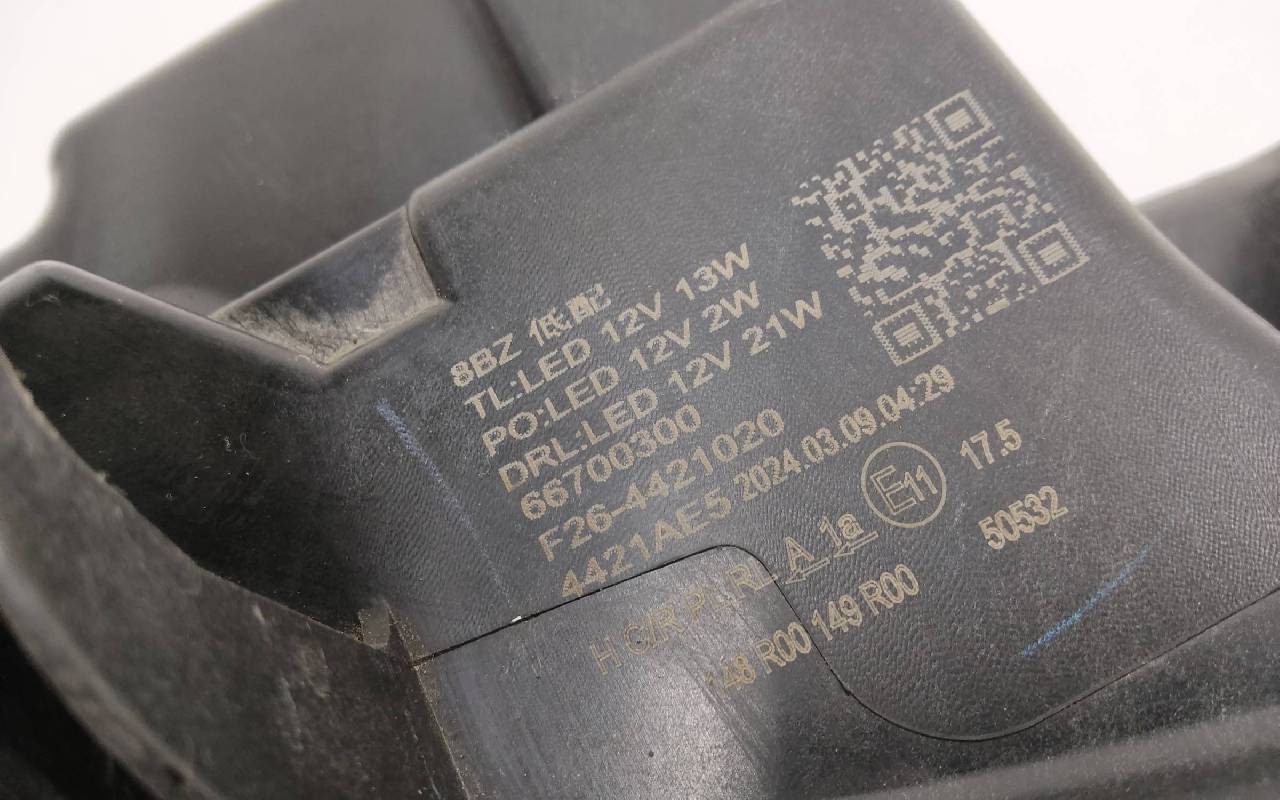 8BZ 低配
TL:LED 12V 13W
PO:LED 12V 2W
DRL:LED 12V 21W
66700300
F26-4421020
4421AE5 2024.03.09.04:29
H C/R PL RL A 1a E11 17.5
148 R00 149 R00 50532